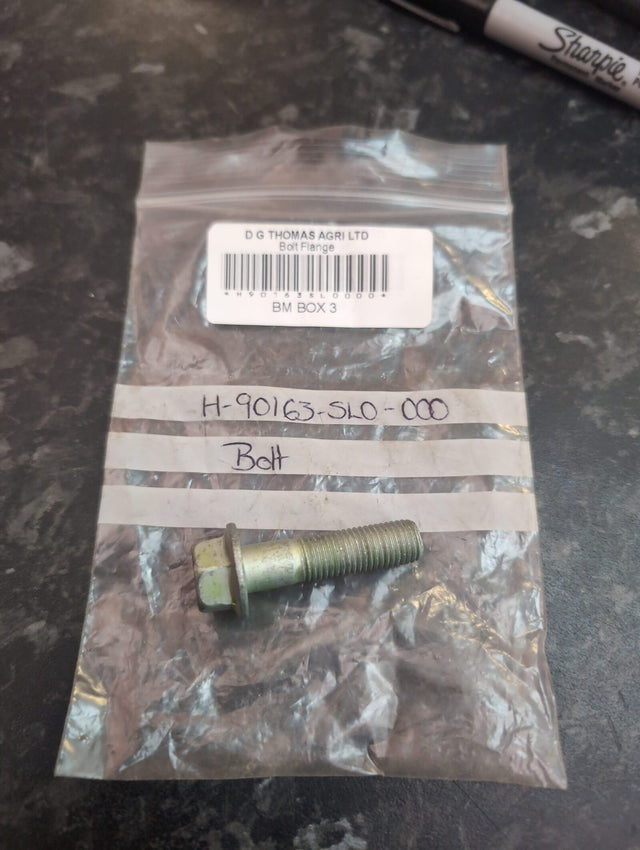 Sharpie
D G THOMAS AGRI LTD
Bolt Flange
*H90163SL0000*
BM BOX 3
H-90163-SL0-000
Bolt